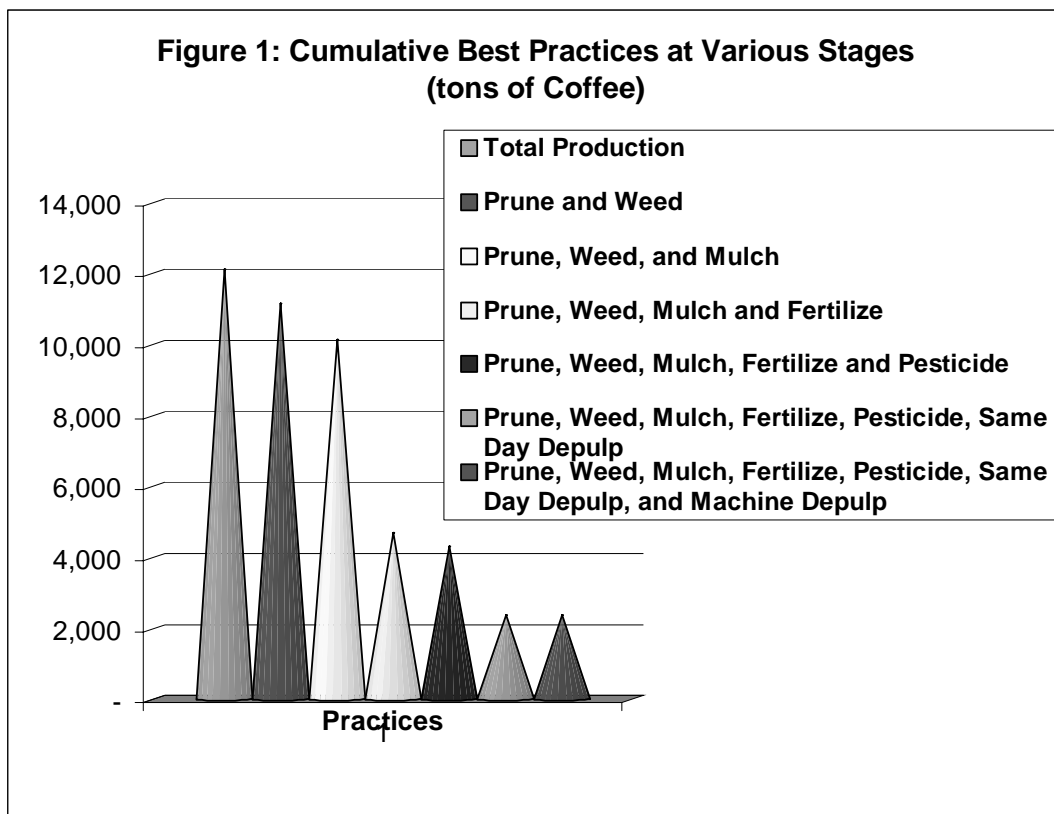 Figure 1: Cumulative Best Practices at Various Stages
(tons of Coffee)
Total Production
Prune and Weed
Prune, Weed, and Mulch
Prune, Weed, Mulch and Fertilize
Prune, Weed, Mulch, Fertilize and Pesticide
Prune, Weed, Mulch, Fertilize, Pesticide, Same
Day Depulp
Prune, Weed, Mulch, Fertilize, Pesticide, Same
Day Depulp, and Machine Depulp
14,000
12,000
10,000
8,000
6,000
4,000
2,000
-
Practices
1